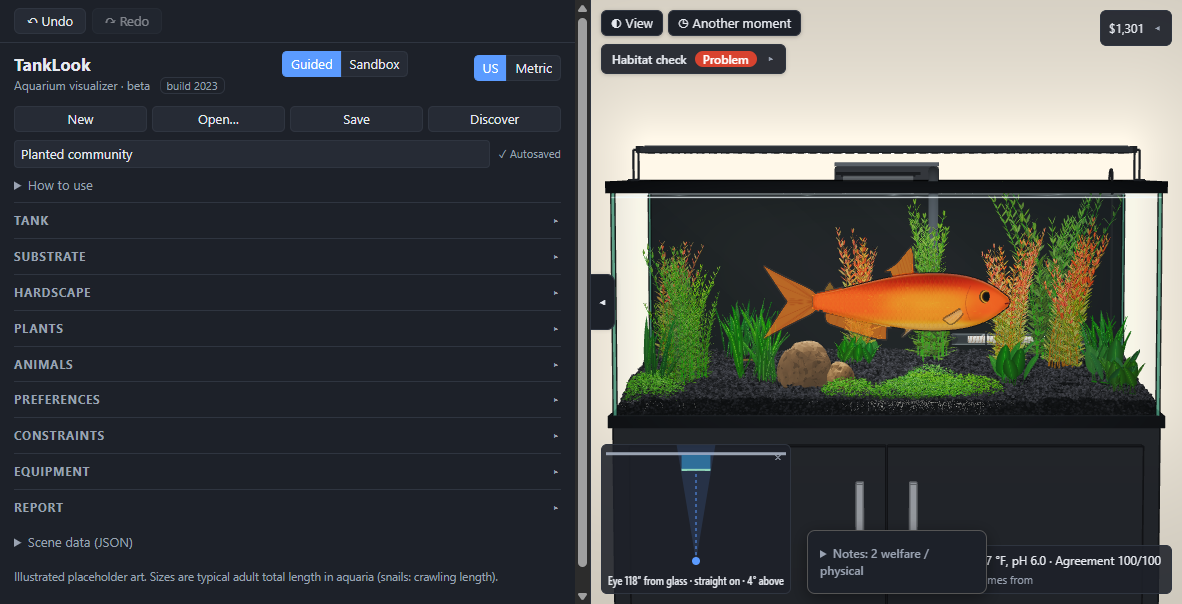 Undo
Redo
TankLook
Aquarium visualizer · beta
build 2023
Guided
Sandbox
US
Metric
New
Open...
Save
Discover
Planted community
✓ Autosaved
How to use
TANK
SUBSTRATE
HARDSCAPE
PLANTS
ANIMALS
PREFERENCES
CONSTRAINTS
EQUIPMENT
REPORT
Scene data (JSON)
Illustrated placeholder art. Sizes are typical adult total length in aquaria (snails: crawling length).
View
Another moment
$1,301
Habitat check Problem
Eye 118" from glass · straight on · 4° above
Notes: 2 welfare /
physical
7 °F, pH 6.0 · Agreement 100/100
mes from